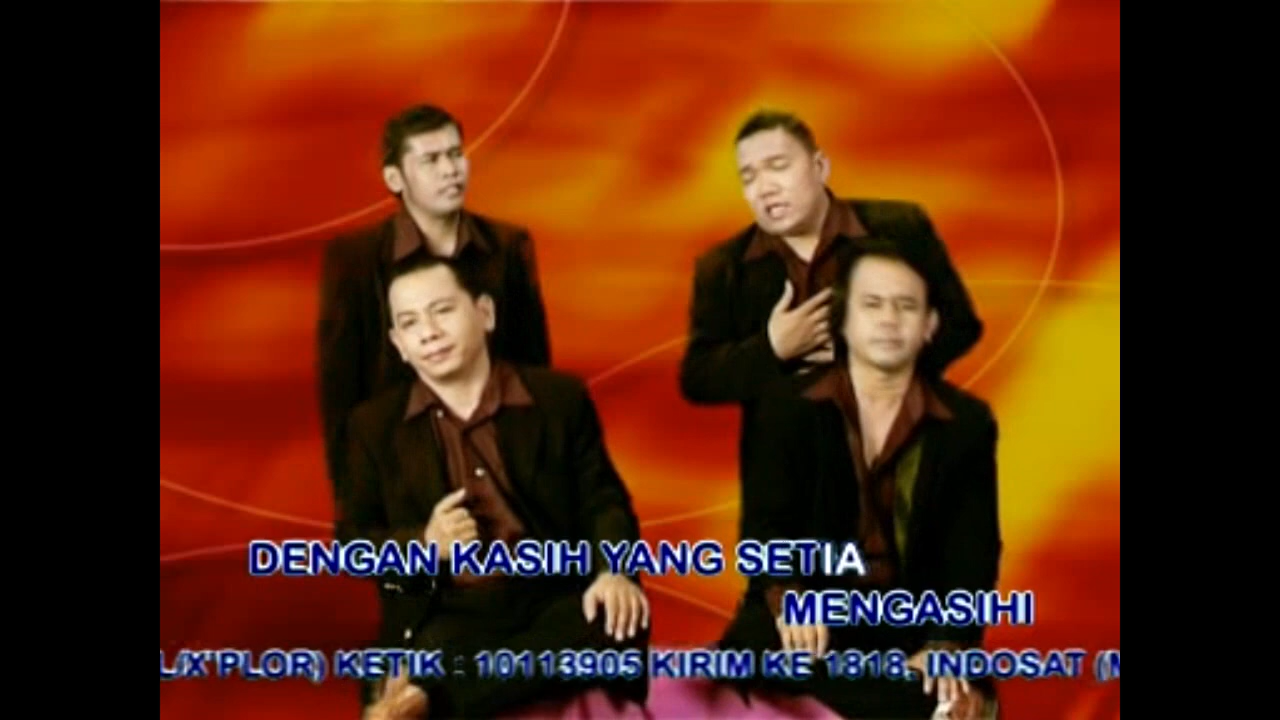 DENGAN KASIH YANG SETIA
MENGASIHI
L/X'PLOR) KETIK : 10113905 KIRIM KE 1818, INDOSAT (M